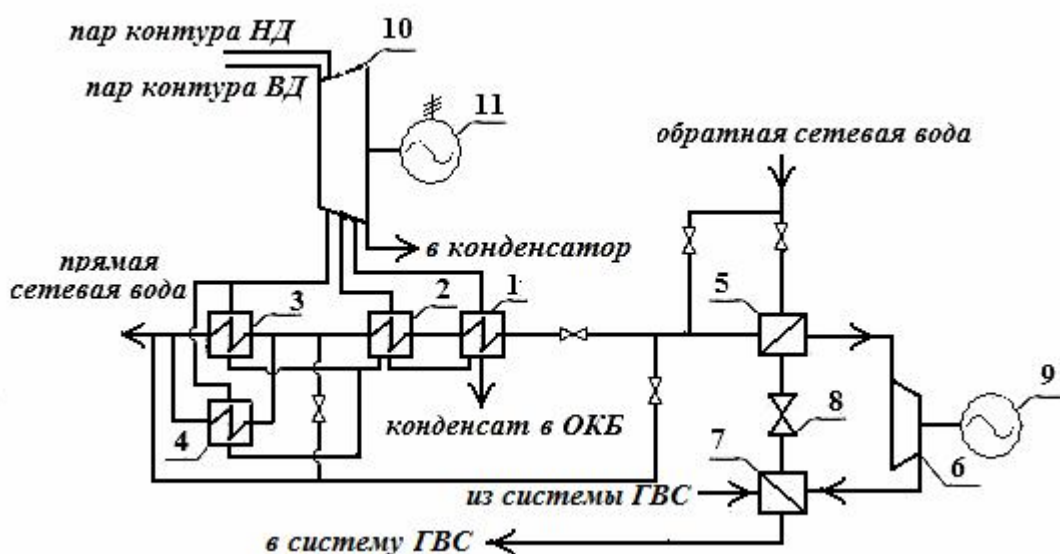 пар контура НД
10
пар контура ВД
11
обратная сетевая вода
в конденсатор
прямая
сетевая вода
3
2
1
5
9
8
4
конденсат в ОКБ
7
6
из системы ГВС
в систему ГВС